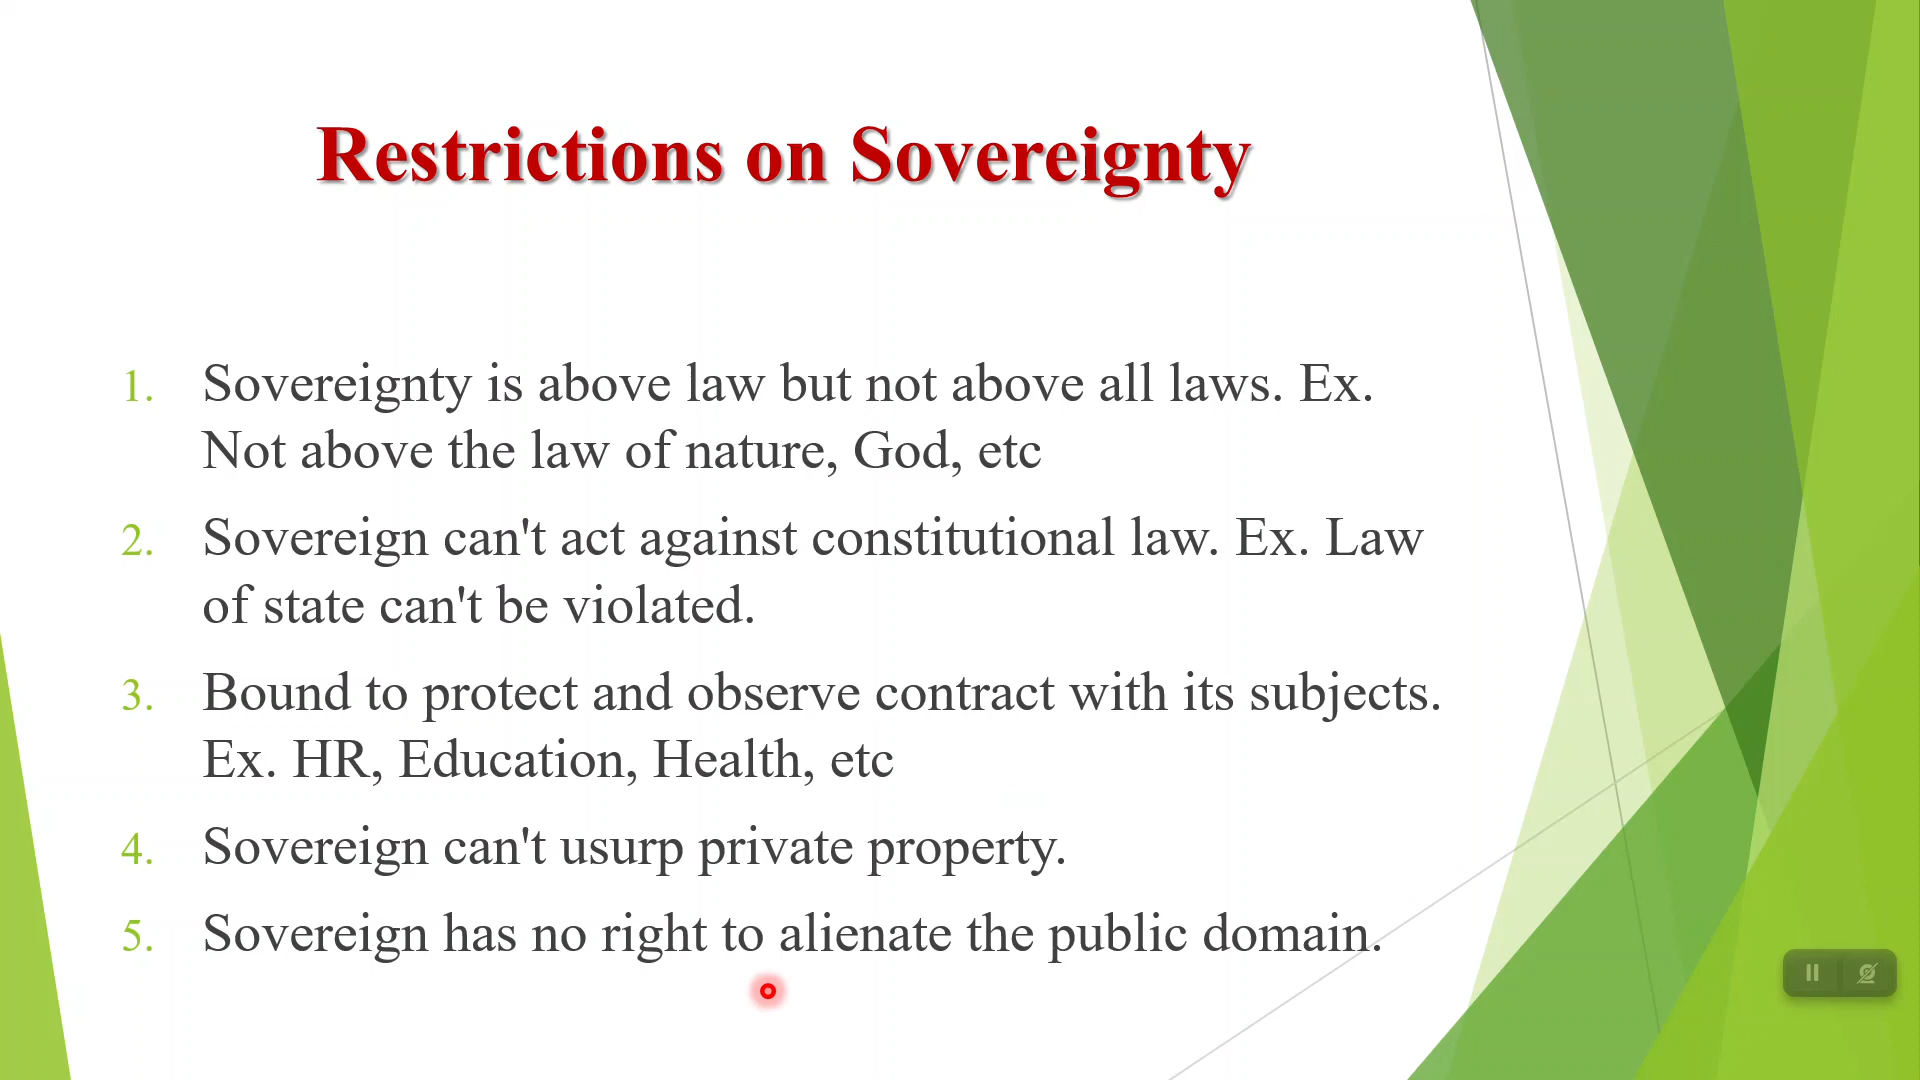 Restrictions on Sovereignty
1. Sovereignty is above law but not above all laws. Ex.
Not above the law of nature, God, etc
2. Sovereign can't act against constitutional law. Ex. Law
of state can't be violated.
3. Bound to protect and observe contract with its subjects.
Ex. HR, Education, Health, etc
4. Sovereign can't usurp private property.
5. Sovereign has no right to alienate the public domain.